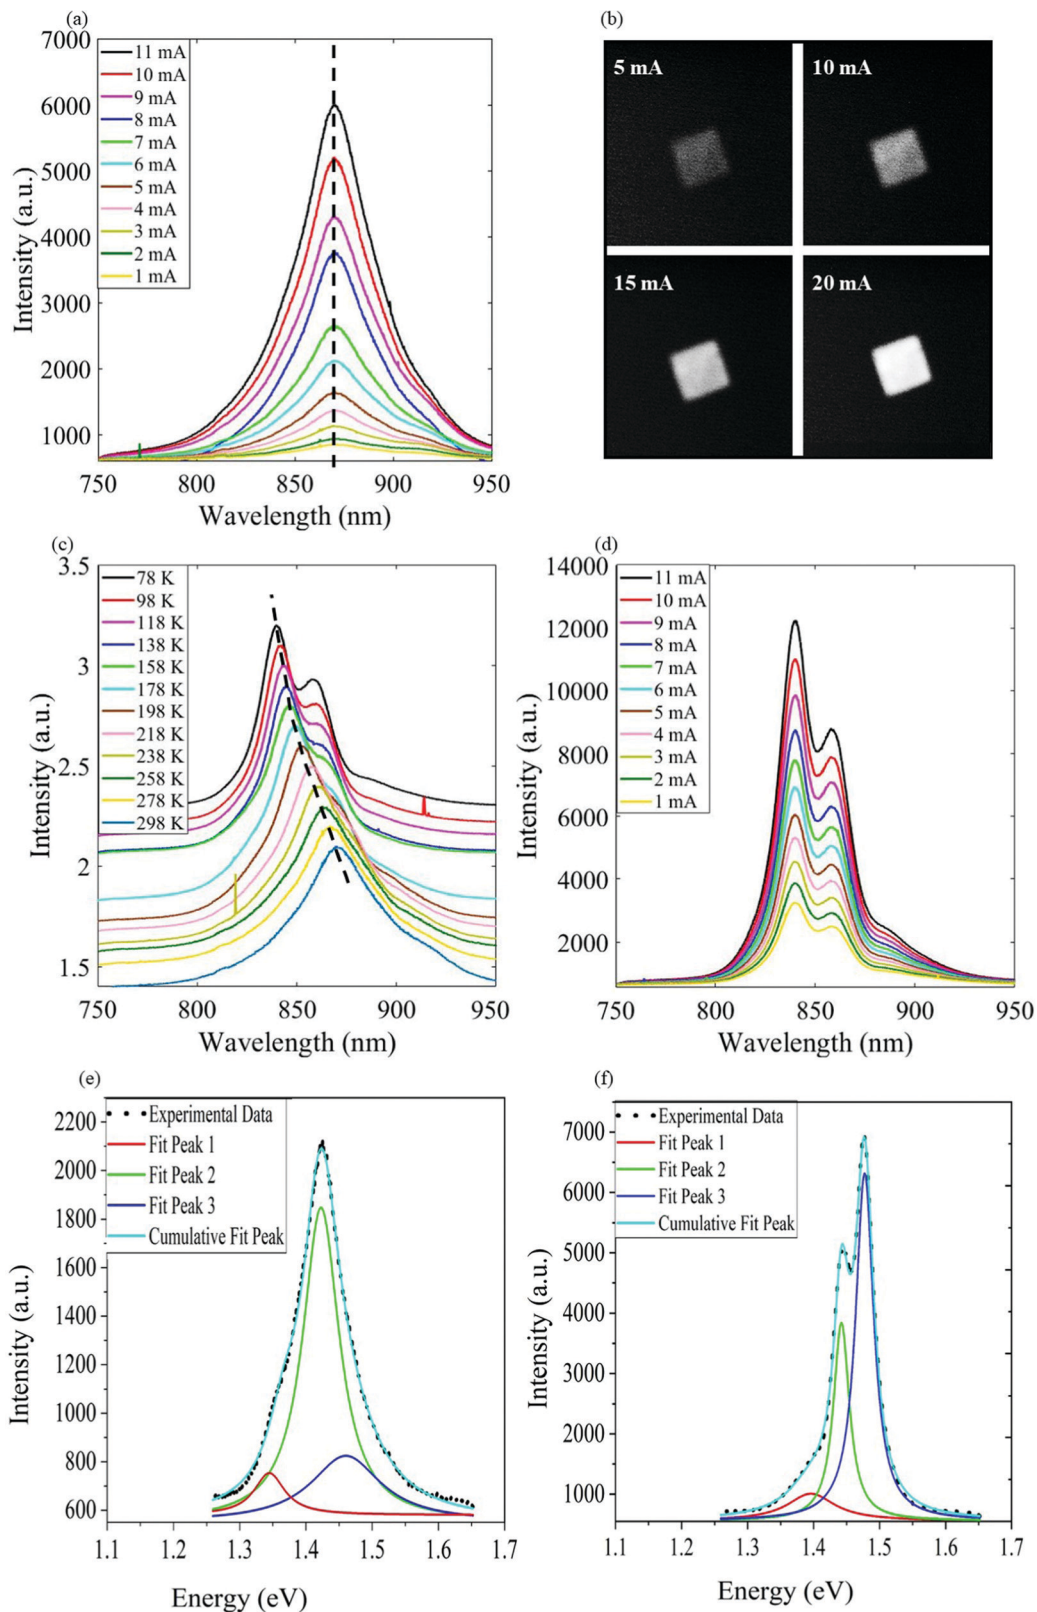 (a)
7000
6000
5000
4000
3000
2000
1000
Intensity (a.u.)
11 mA
10 mA
9 mA
8 mA
7 mA
6 mA
5 mA
4 mA
3 mA
2 mA
1 mA
750 800 850 900 950
Wavelength (nm)
(b)
5 mA
10 mA
15 mA
20 mA
(c)
3.5
3
2.5
2
1.5
Intensity (a.u.)
78 K
98 K
118 K
138 K
158 K
178 K
198 K
218 K
238 K
258 K
278 K
298 K
750 800 850 900 950
Wavelength (nm)
(d)
14000
12000
10000
8000
6000
4000
2000
Intensity (a.u.)
11 mA
10 mA
9 mA
8 mA
7 mA
6 mA
5 mA
4 mA
3 mA
2 mA
1 mA
750 800 850 900 950
Wavelength (nm)
(e)
2200
2000
1800
1600
1400
1200
1000
800
600
Intensity (a.u.)
Experimental Data
Fit Peak 1
Fit Peak 2
Fit Peak 3
Cumulative Fit Peak
1.1 1.2 1.3 1.4 1.5 1.6 1.7
Energy (eV)
(f)
7000
6000
5000
4000
3000
2000
1000
Intensity (a.u.)
Experimental Data
Fit Peak 1
Fit Peak 2
Fit Peak 3
Cumulative Fit Peak
1.1 1.2 1.3 1.4 1.5 1.6 1.7
Energy (eV)